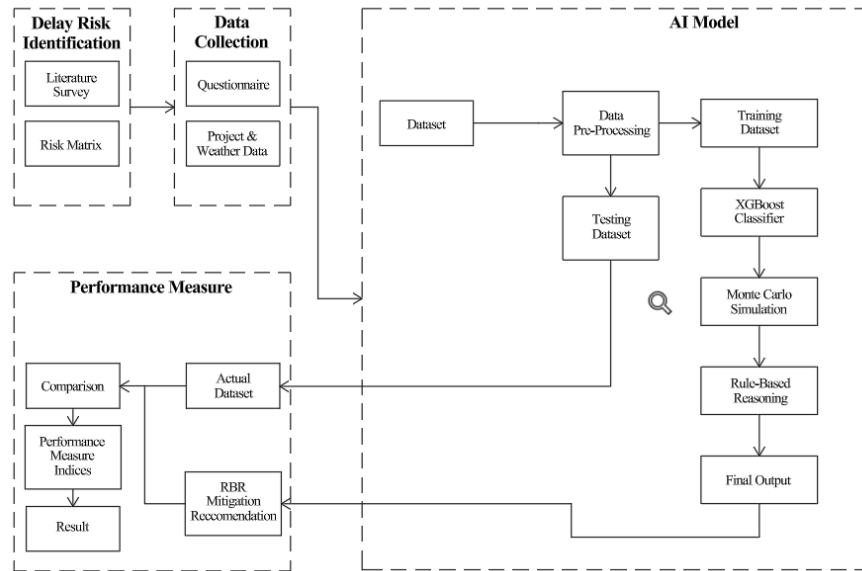 Delay Risk
Identification
Literature
Survey
Risk Matrix
Data
Collection
Questionnaire
Project &
Weather Data
AI Model
Dataset
Data
Pre-Processing
Training
Dataset
Testing
Dataset
XGBoost
Classifier
Monte Carlo
Simulation
Rule-Based
Reasoning
Final Output
Performance Measure
Comparison
Actual
Dataset
Performance
Measure
Indices
RBR
Mitigation
Reccomendation
Result